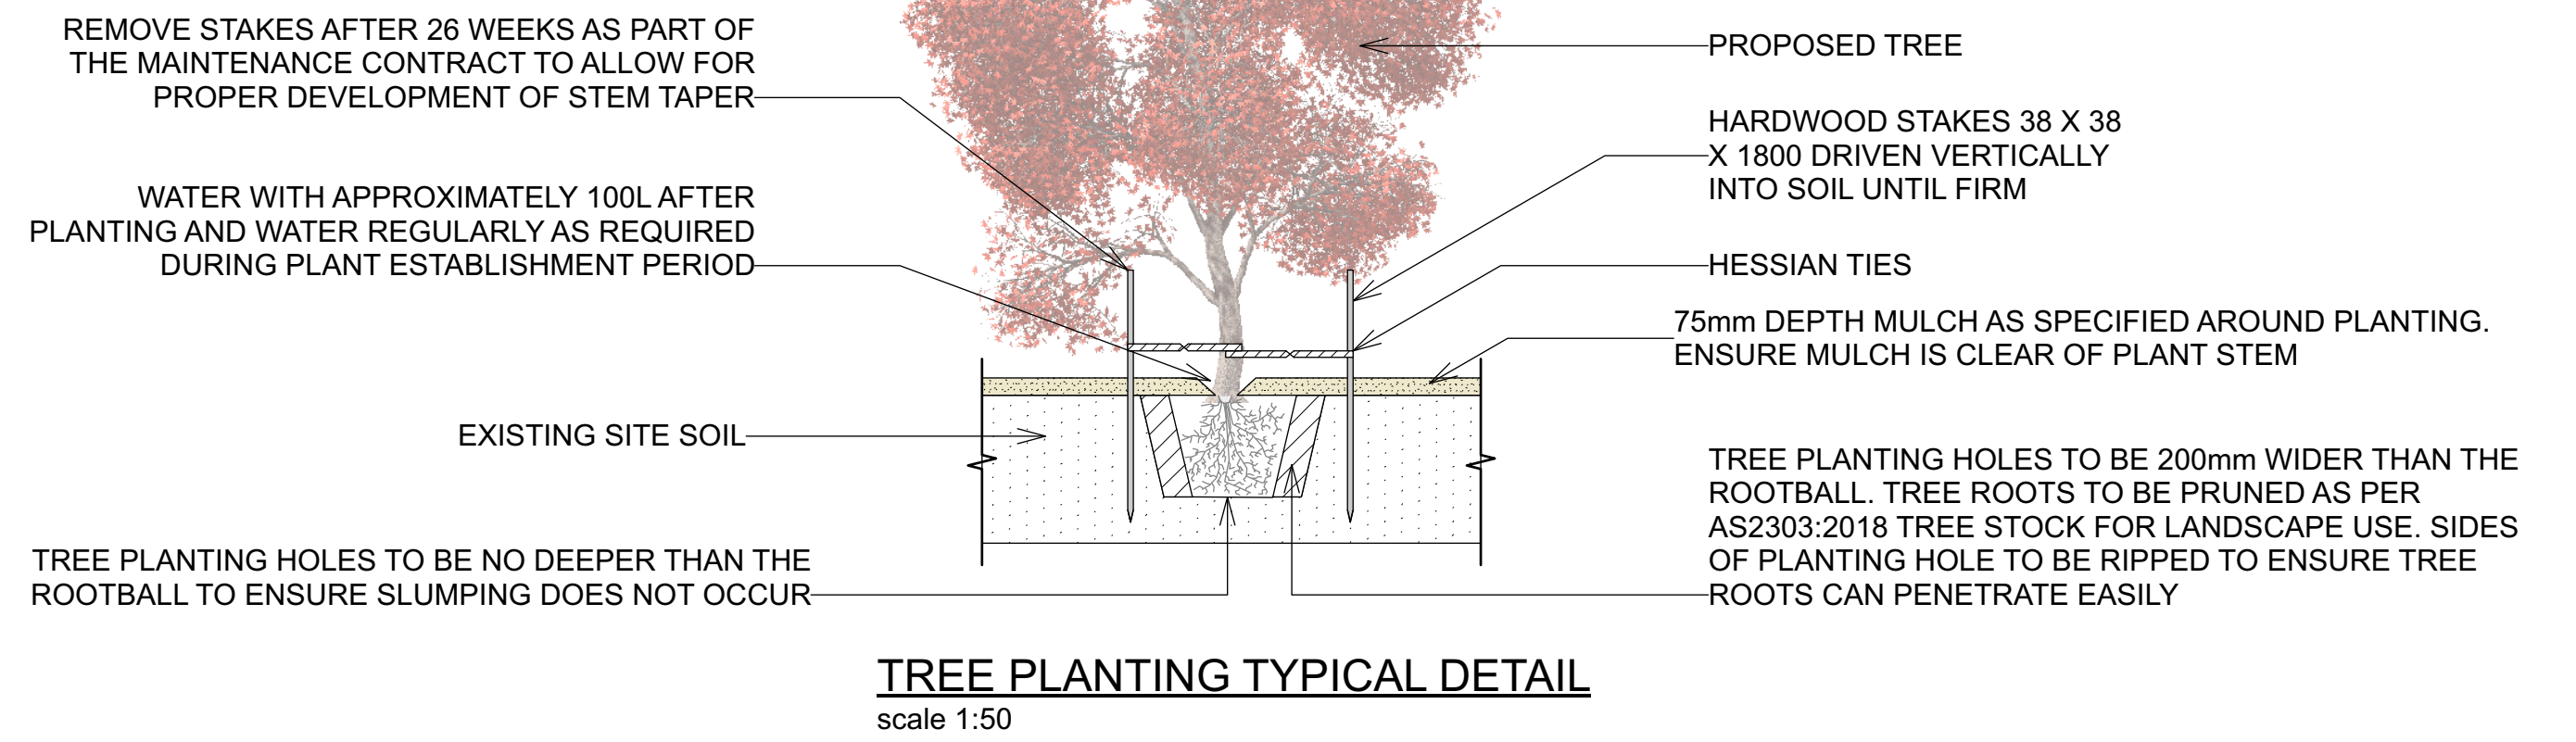 REMOVE STAKES AFTER 26 WEEKS AS PART OF
THE MAINTENANCE CONTRACT TO ALLOW FOR
PROPER DEVELOPMENT OF STEM TAPER
WATER WITH APPROXIMATELY 100L AFTER
PLANTING AND WATER REGULARLY AS REQUIRED
DURING PLANT ESTABLISHMENT PERIOD
EXISTING SITE SOIL
TREE PLANTING HOLES TO BE NO DEEPER THAN THE
ROOTBALL TO ENSURE SLUMPING DOES NOT OCCUR
PROPOSED TREE
HARDWOOD STAKES 38 X 38
X 1800 DRIVEN VERTICALLY
INTO SOIL UNTIL FIRM
HESSIAN TIES
75mm DEPTH MULCH AS SPECIFIED AROUND PLANTING.
ENSURE MULCH IS CLEAR OF PLANT STEM
TREE PLANTING HOLES TO BE 200mm WIDER THAN THE
ROOTBALL. TREE ROOTS TO BE PRUNED AS PER
AS2303:2018 TREE STOCK FOR LANDSCAPE USE. SIDES
OF PLANTING HOLE TO BE RIPPED TO ENSURE TREE
ROOTS CAN PENETRATE EASILY
TREE PLANTING TYPICAL DETAIL
scale 1:50